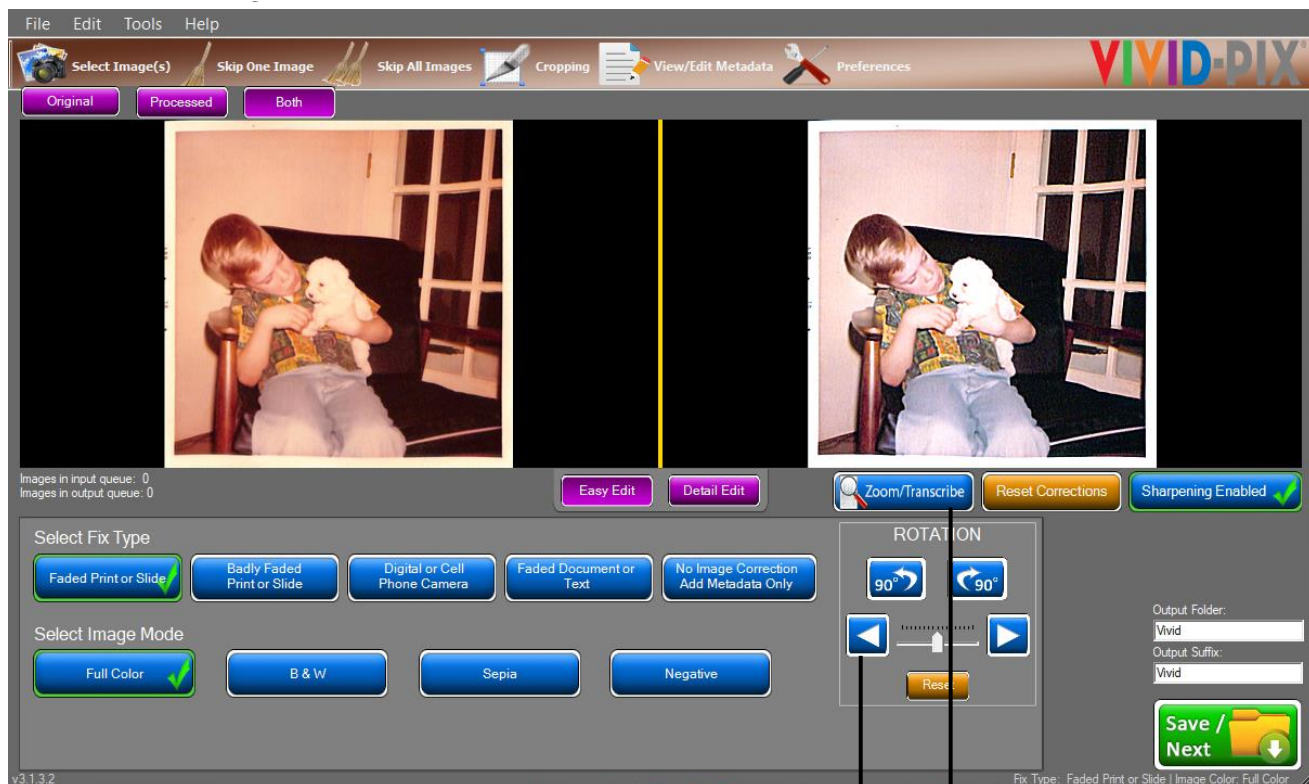 File Edit Tools Help
Select Image(s) Skip One Image Skip All Images Cropping View/Edit Metadata Preferences VIVID-PIX
Original Processed Both
Images in input queue: 0
Images in output queue: 0
Easy Edit Detail Edit Zoom/Transcribe Reset Corrections Sharpening Enabled
Select Fix Type
Faded Print or Slide
Badly Faded
Print or Slide
Digital or Cell
Phone Camera
Faded Document or
Text
No Image Correction
Add Metadata Only
Select Image Mode
Full Color B & W Sepia Negative
ROTATION
90° 90°
Reset
Output Folder:
Vivid
Output Suffix:
Vivid
Save /
Next
v3.1.3.2
Fix Type: Faded Print or Slide | Image Color: Full Color